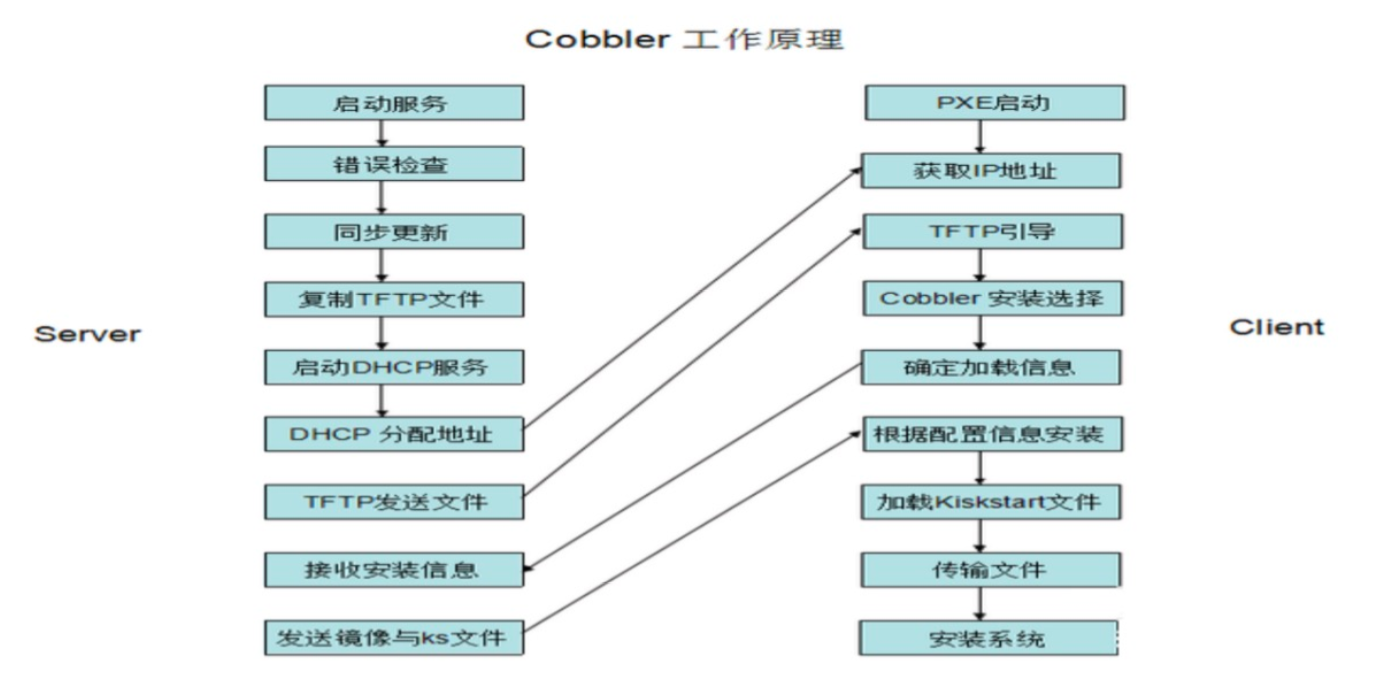 Cobbler 工作原理
Server
启动服务
错误检查
同步更新
复制TFTP文件
启动DHCP服务
DHCP 分配地址
TFTP发送文件
接收安装信息
发送镜像与ks文件
PXE启动
获取IP地址
TFTP引导
Cobbler 安装选择
确定加载信息
根据配置信息安装
加载Kiskstart文件
传输文件
安装系统
Client